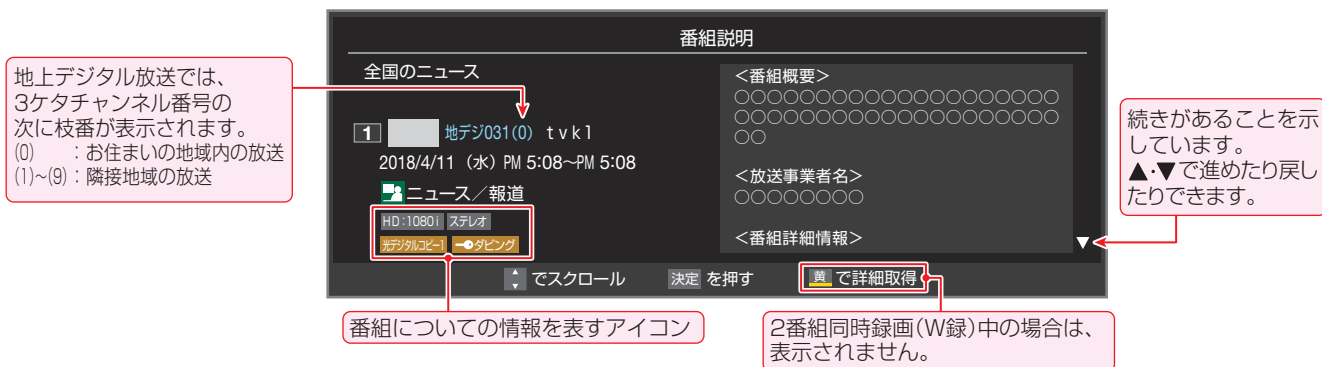 番組説明
地上デジタル放送では、
3ケタチャンネル番号の
次に枝番が表示されます。
(0)　：お住まいの地域内の放送
(1)~(9)：隣接地域の放送
全国のニュース
1 地デジ031(0) tvk1
2018/4/11（水）PM 5:08～PM 5:08
ニュース／報道
HD:1080i ステレオ
光デジタルコピー1 ダビング
＜番組概要＞
○○○○○○○○○○○○○○○○○○○○
○○○○○○○○○○○○○○○○○○○○
○○
＜放送事業者名＞
○○○○○○○○
＜番組詳細情報＞
▼
続きがあることを示
しています。
▲・▼で進めたり戻し
たりできます。
でスクロール 決定 を押す 黄 で詳細取得
番組についての情報を表すアイコン
2番組同時録画(W録)中の場合は、
表示されません。